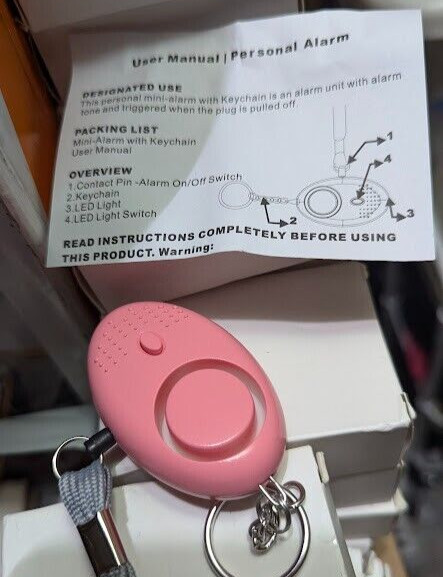 User Manual | Personal Alarm
DESIGNATED USE
This personal mini-alarm with Keychain is an alarm unit with alarm
tone and triggered when the plug is pulled off.
PACKING LIST
Mini-Alarm with Keychain
User Manual
OVERVIEW
1.Contact Pin -Alarm On/Off Switch
2.Keychain
3.LED Light
4.LED Light Switch
1
4
2
3
READ INSTRUCTIONS COMPLETELY BEFORE USING
THIS PRODUCT. Warning: